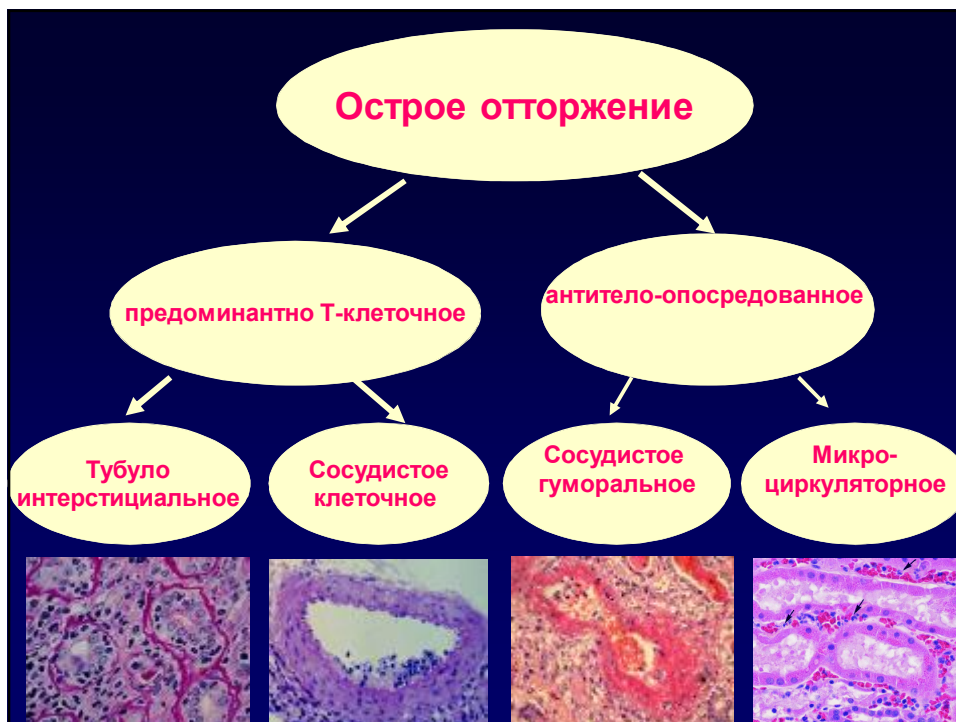 Острое отторжение
предоминантно Т-клеточное
антитело-опосредованное
Тубуло
интерстициальное
Сосудистое
клеточное
Сосудистое
гуморальное
Микро-
циркуляторное